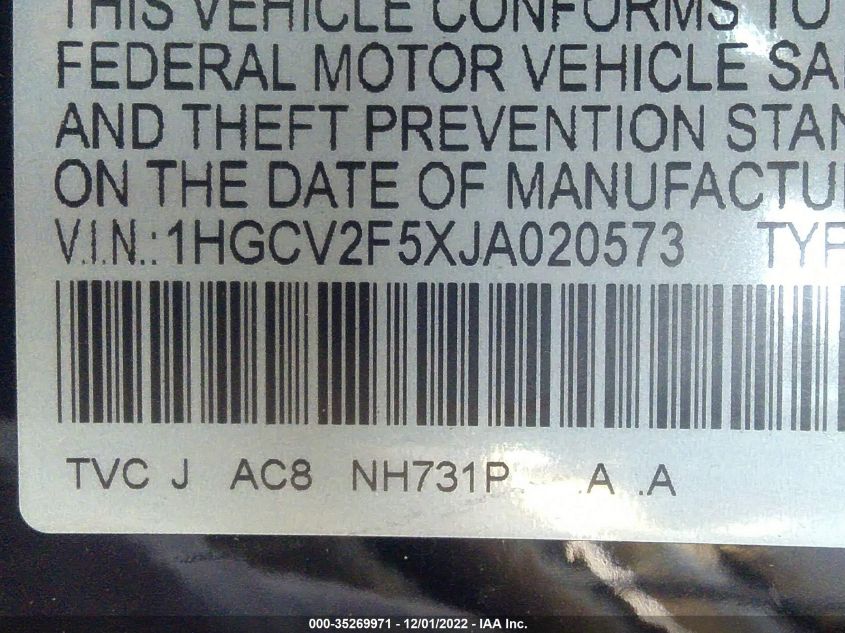 THIS VEHICLE CONFORMS TO
FEDERAL MOTOR VEHICLE SA
AND THEFT PREVENTION STAN
ON THE DATE OF MANUFACTU
V.I.N.:1HGCV2F5XJA020573 TYP
TVC J AC8 NH731P .A .A
000-35269971 - 12/01/2022 - IAA Inc.